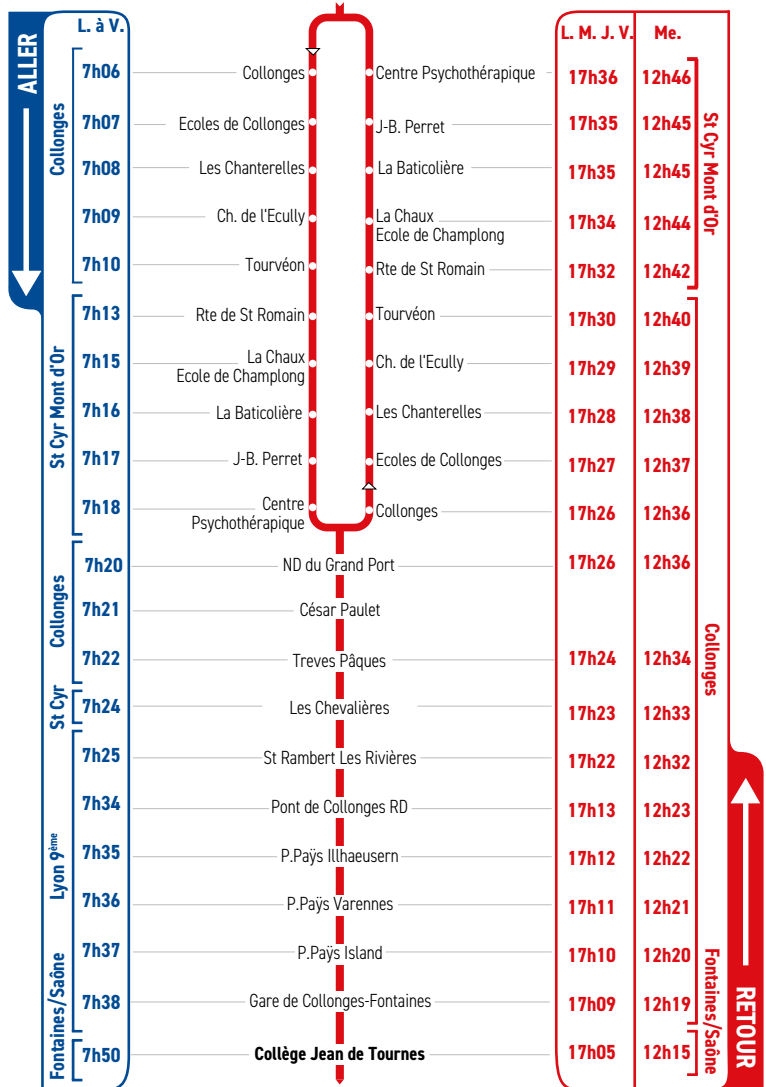 ALLER
L. à V.
L. M. J. V. Me.
Collonges
7h06 Collonges Centre Psychothérapique 17h36 12h46
7h07 Ecoles de Collonges J-B. Perret 17h35 12h45
7h08 Les Chanterelles La Baticolière 17h35 12h45
7h09 Ch. de l'Ecully La Chaux 17h34 12h44
Ecole de Champlong
7h10 Tourvéon Rte de St Romain 17h32 12h42
St Cyr Mont d'Or
St Cyr Mont d'Or
7h13 Rte de St Romain Tourvéon 17h30 12h40
7h15 La Chaux Ch. de l'Ecully 17h29 12h39
Ecole de Champlong
7h16 La Baticolière Les Chanterelles 17h28 12h38
7h17 J-B. Perret Ecoles de Collonges 17h27 12h37
7h18 Centre Collonges 17h26 12h36
Psychothérapique
Collonges
7h20 ND du Grand Port 17h26 12h36
7h21 César Paulet
7h22 Treves Pâques 17h24 12h34
Collonges
St Cyr
7h24 Les Chevalières 17h23 12h33
Lyon 9ème
7h25 St Rambert Les Rivières 17h22 12h32
7h34 Pont de Collonges RD 17h13 12h23
7h35 P.Paÿs Illhaeusern 17h12 12h22
7h36 P.Paÿs Varennes 17h11 12h21
Fontaines/Saône
7h37 P.Paÿs Island 17h10 12h20
7h38 Gare de Collonges-Fontaines 17h09 12h19
Fontaines/Saône
7h50 Collège Jean de Tournes 17h05 12h15
RETOUR